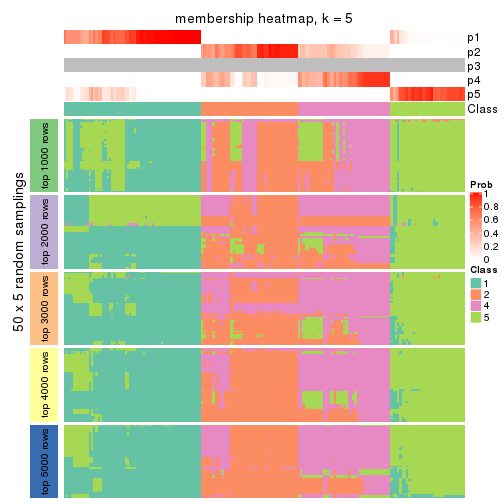 membership heatmap, k = 5
p1
p2
p3
p4
p5
Class
50 x 5 random samplings
top 1000 rows
top 2000 rows
top 3000 rows
top 4000 rows
top 5000 rows
Prob
1
0.8
0.6
0.4
0.2
0
Class
1
2
4
5